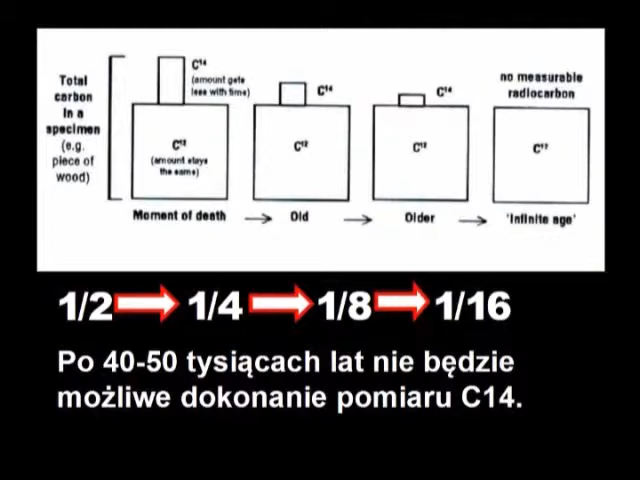 Total
carbon
in a
specimen
(e.g.
piece of
wood)
C¹⁴
(amount gets
less with time)
C¹²
(amount stays
the same)
C¹⁴
C¹²
C¹⁴
C¹²
no measurable
radiocarbon
C¹²
Moment of death → Old → Older → 'Infinite age'
1/2 → 1/4 → 1/8 → 1/16
Po 40-50 tysiącach lat nie będzie
możliwe dokonanie pomiaru C14.